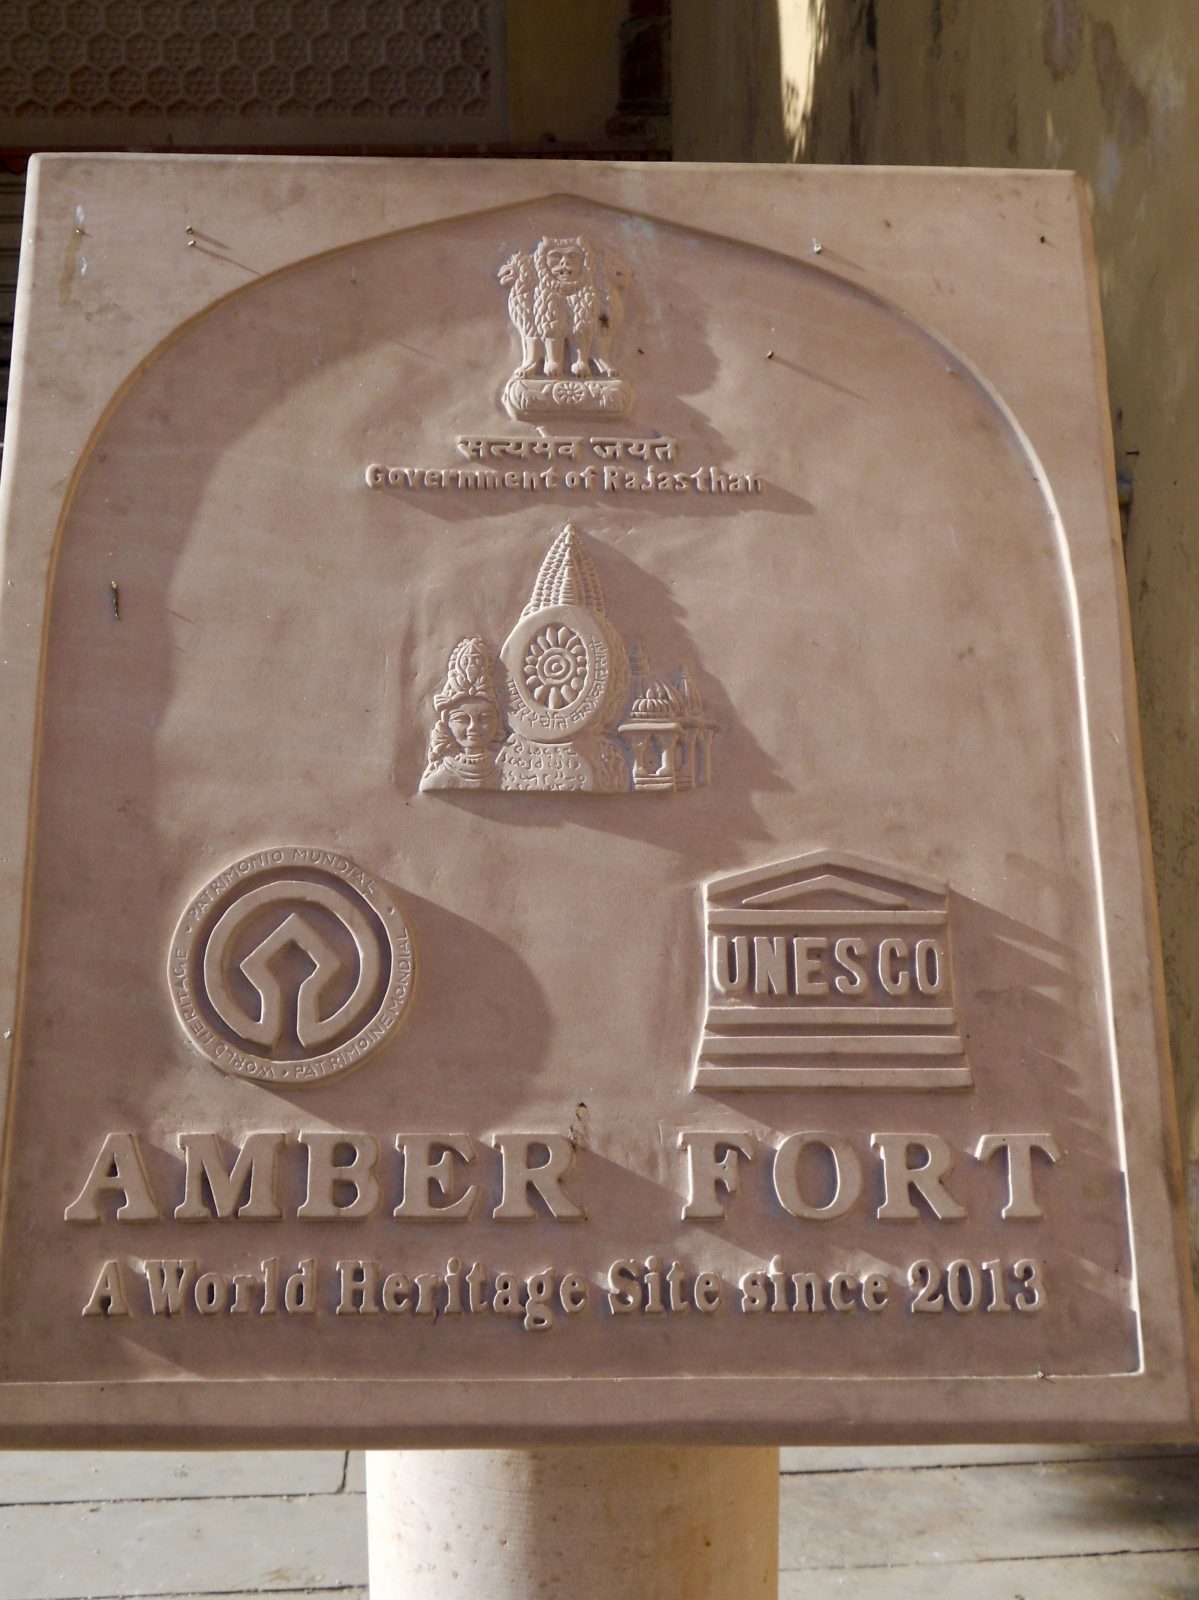 सत्यमेव जयते
Government of Rajasthan
WORLD HERITAGE • PATRIMONIO MUNDIAL • PATRIMOINE MONDIAL •
UNESCO
AMBER FORT
A World Heritage Site since 2013